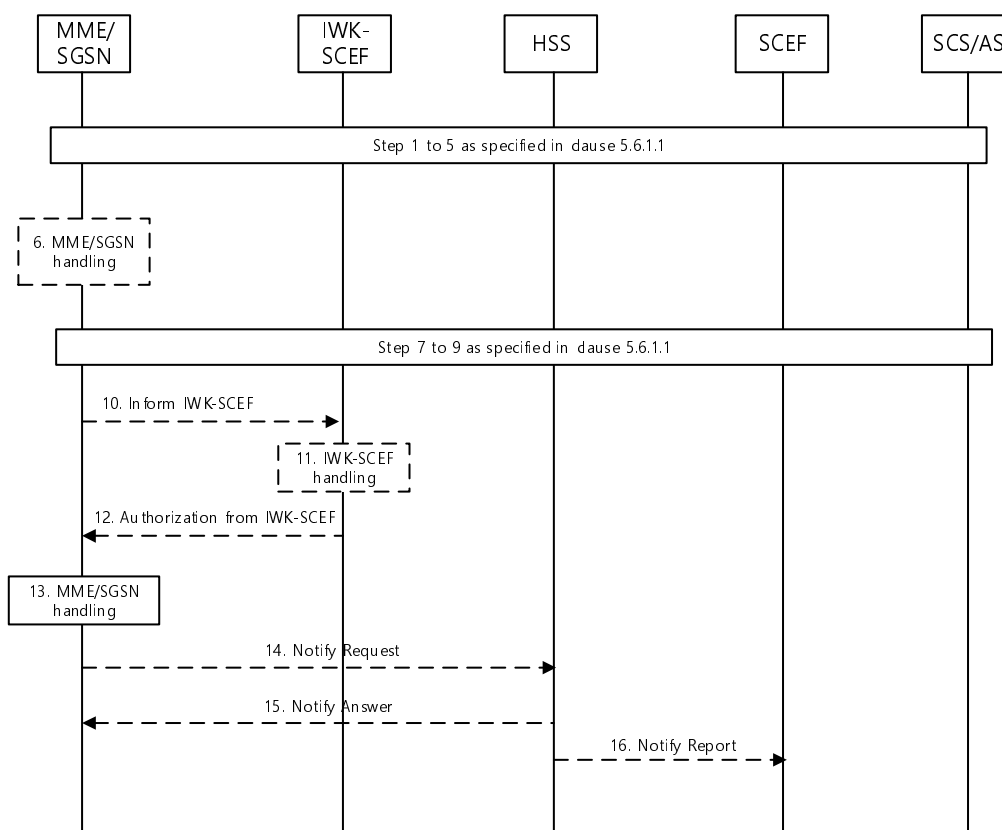 MME/
SGSN
IWK-
SCEF
HSS
SCEF
SCS/AS
Step 1 to 5 as specified in clause 5.6.1.1
6. MME/SGSN
handling
Step 7 to 9 as specified in clause 5.6.1.1
10. Inform IWK-SCEF
11. IWK-SCEF
handling
12. Authorization from IWK-SCEF
13. MME/SGSN
handling
14. Notify Request
15. Notify Answer
16. Notify Report